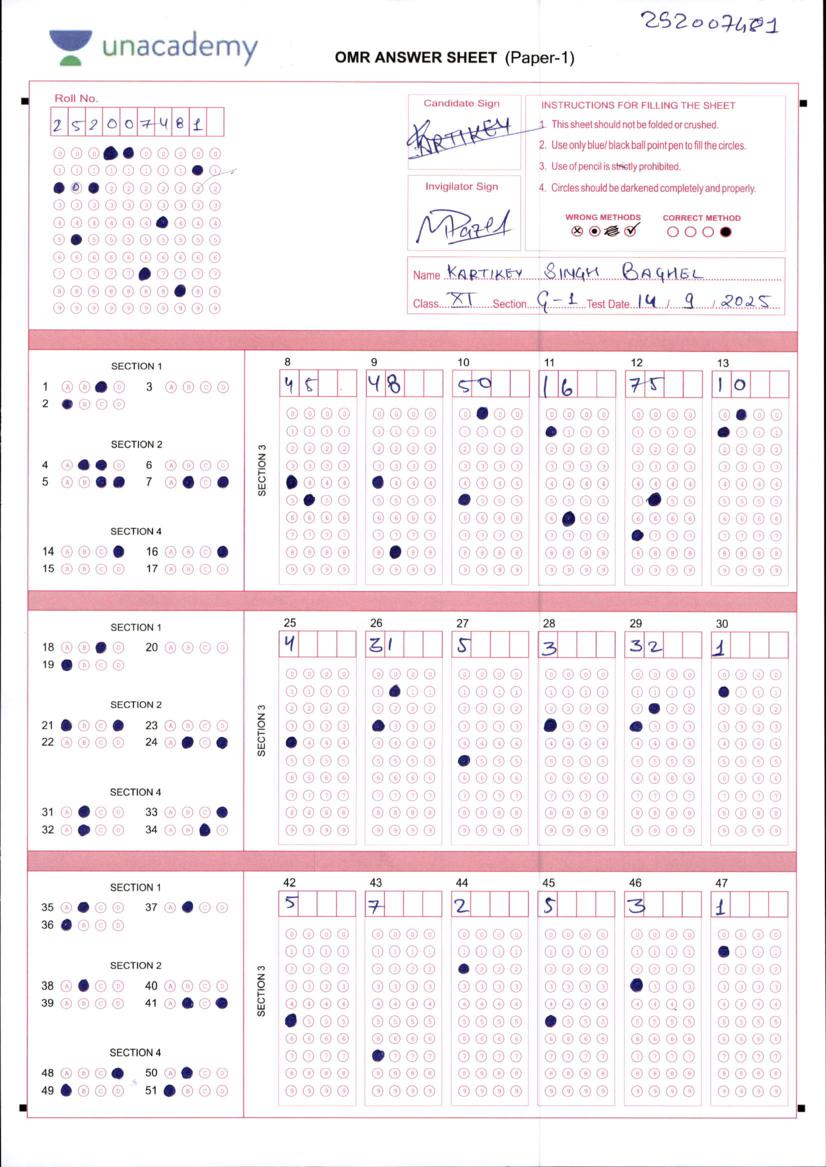 252007481
unacademy
OMR ANSWER SHEET (Paper-1)
Roll No.
2 5 2 0 0 7 4 8 1
Candidate Sign
KARTIKEY
Invigilator Sign
INSTRUCTIONS FOR FILLING THE SHEET
1. This sheet should not be folded or crushed.
2. Use only blue/ black ball point pen to fill the circles.
3. Use of pencil is strictly prohibited.
4. Circles should be darkened completely and properly.
WRONG METHODS CORRECT METHOD
Name KARTIKEY SINGH BAGHEL
Class XI Section G-1 Test Date 14 / 9 / 2025
SECTION 1
1 A B D 3 A B C D
2 B C D
SECTION 2
4 A D 6 A B C D
5 A B 7 A C
SECTION 4
14 A B C 16 A B C
15 A B C D 17 A B C D
SECTION 3
8 9 10 11 12 13
45 48 50 16 75 10
SECTION 1
18 A B D 20 A B C D
19 B C D
SECTION 2
21 B C 23 A B C D
22 A B C D 24 A C
SECTION 4
31 A C D 33 A B C
32 A C D 34 A B D
SECTION 3
25 26 27 28 29 30
4 31 5 3 32 1
SECTION 1
35 A C D 37 A C D
36 B C D
SECTION 2
38 A C D 40 A B C D
39 A B C D 41 A C
SECTION 4
48 A B C 50 A C D
49 B C D 51 B C D
SECTION 3
42 43 44 45 46 47
5 7 2 5 3 1